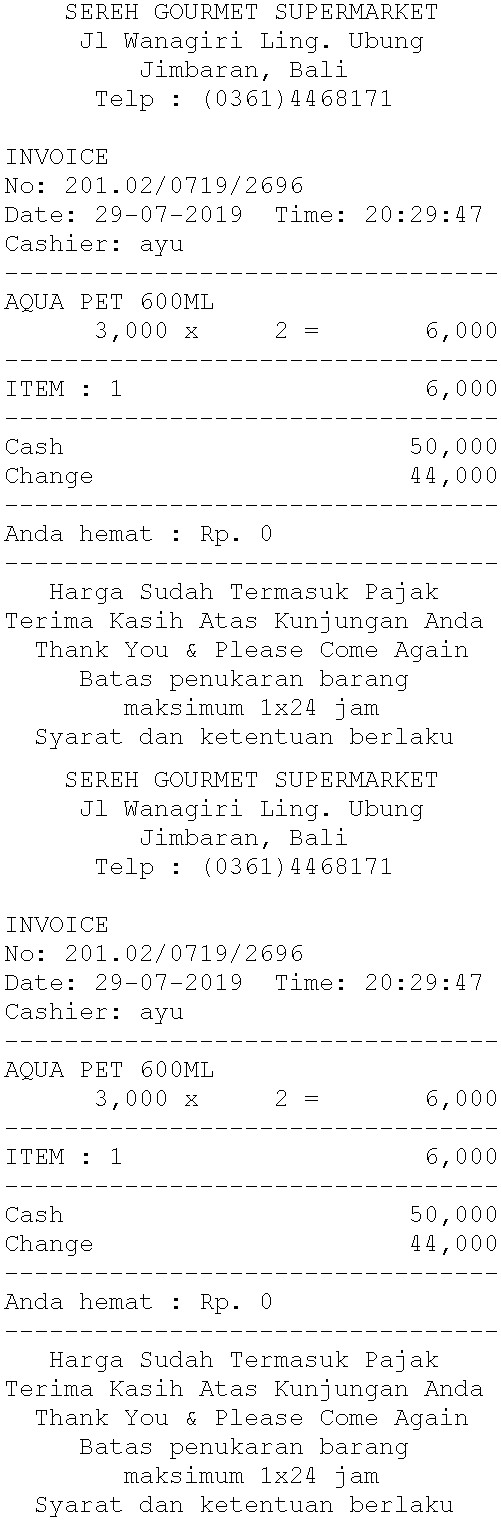 SEREH GOURMET SUPERMARKET
Jl Wanagiri Ling. Ubung
Jimbaran, Bali
Telp : (0361)4468171
INVOICE
No: 201.02/0719/2696
Date: 29-07-2019 Time: 20:29:47
Cashier: ayu
---------------------------------
AQUA PET 600ML
3,000 x 2 = 6,000
---------------------------------
ITEM : 1 6,000
---------------------------------
Cash 50,000
Change 44,000
---------------------------------
Anda hemat : Rp. 0
---------------------------------
Harga Sudah Termasuk Pajak
Terima Kasih Atas Kunjungan Anda
Thank You & Please Come Again
Batas penukaran barang
maksimum 1x24 jam
Syarat dan ketentuan berlaku
SEREH GOURMET SUPERMARKET
Jl Wanagiri Ling. Ubung
Jimbaran, Bali
Telp : (0361)4468171
INVOICE
No: 201.02/0719/2696
Date: 29-07-2019 Time: 20:29:47
Cashier: ayu
---------------------------------
AQUA PET 600ML
3,000 x 2 = 6,000
---------------------------------
ITEM : 1 6,000
---------------------------------
Cash 50,000
Change 44,000
---------------------------------
Anda hemat : Rp. 0
---------------------------------
Harga Sudah Termasuk Pajak
Terima Kasih Atas Kunjungan Anda
Thank You & Please Come Again
Batas penukaran barang
maksimum 1x24 jam
Syarat dan ketentuan berlaku